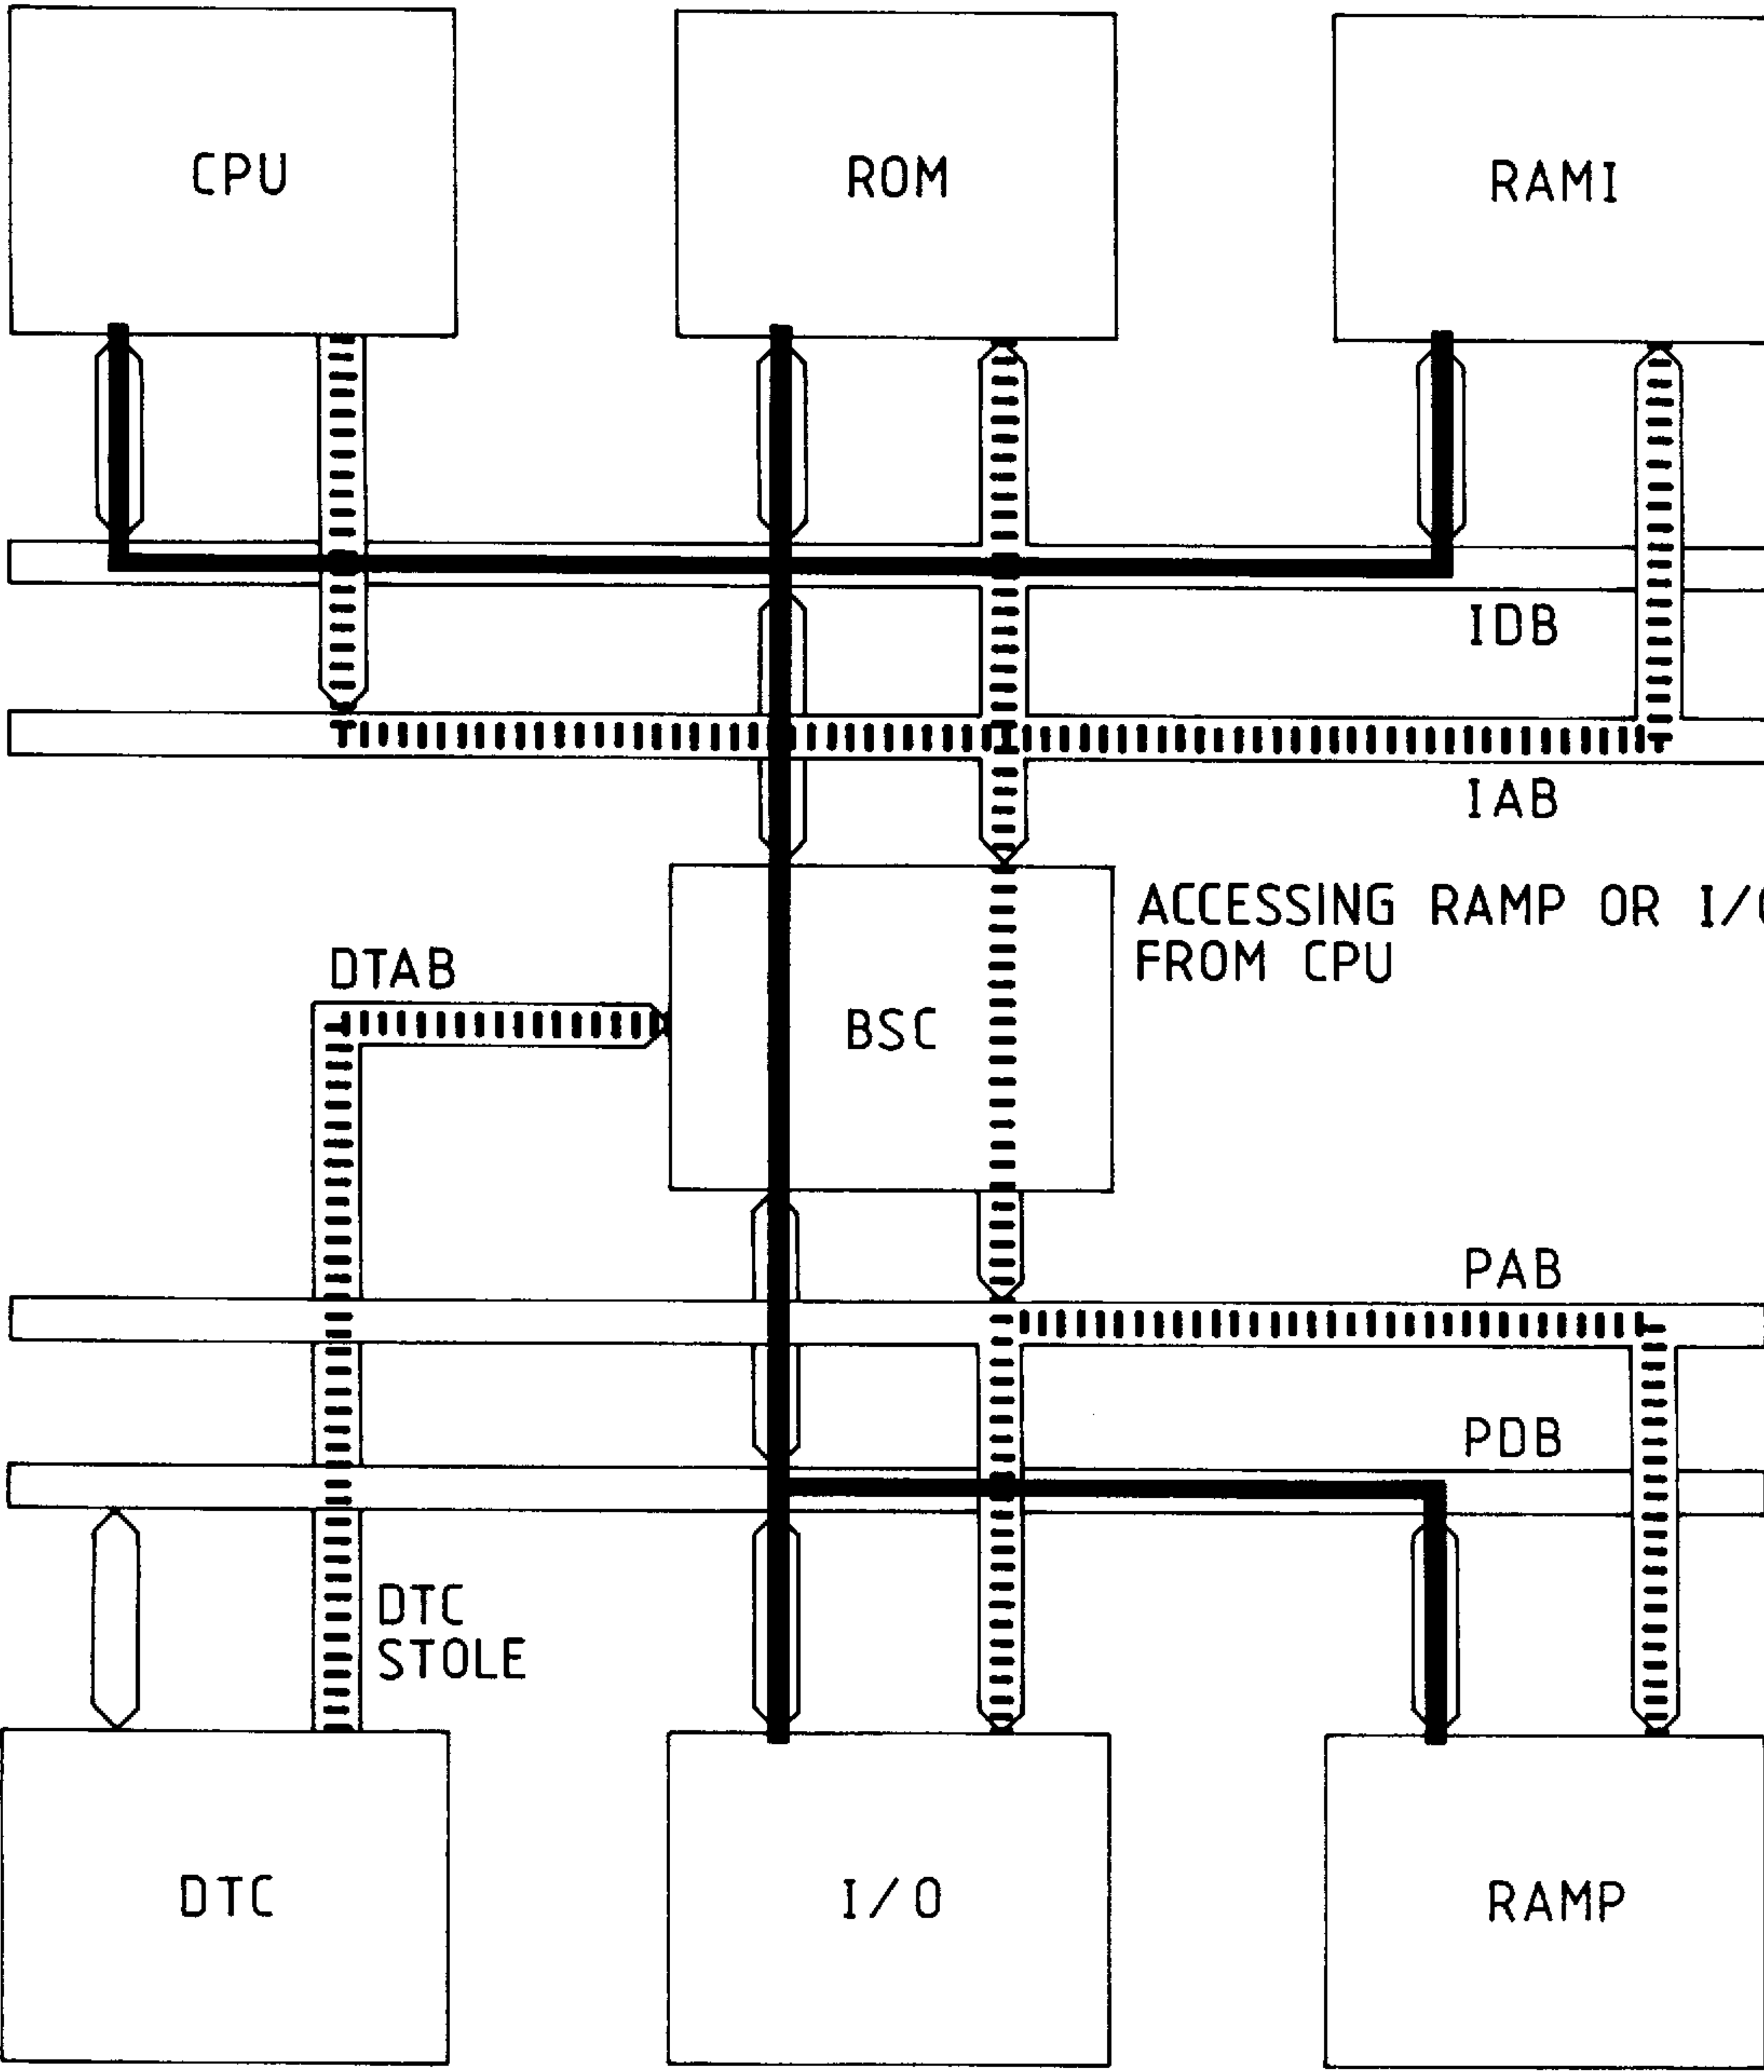 CPU
ROM
RAMI
IDB
IAB
ACCESSING RAMP OR I/O
FROM CPU
DTAB
BSC
PAB
PDB
DTC
STOLE
DTC
I/O
RAMP